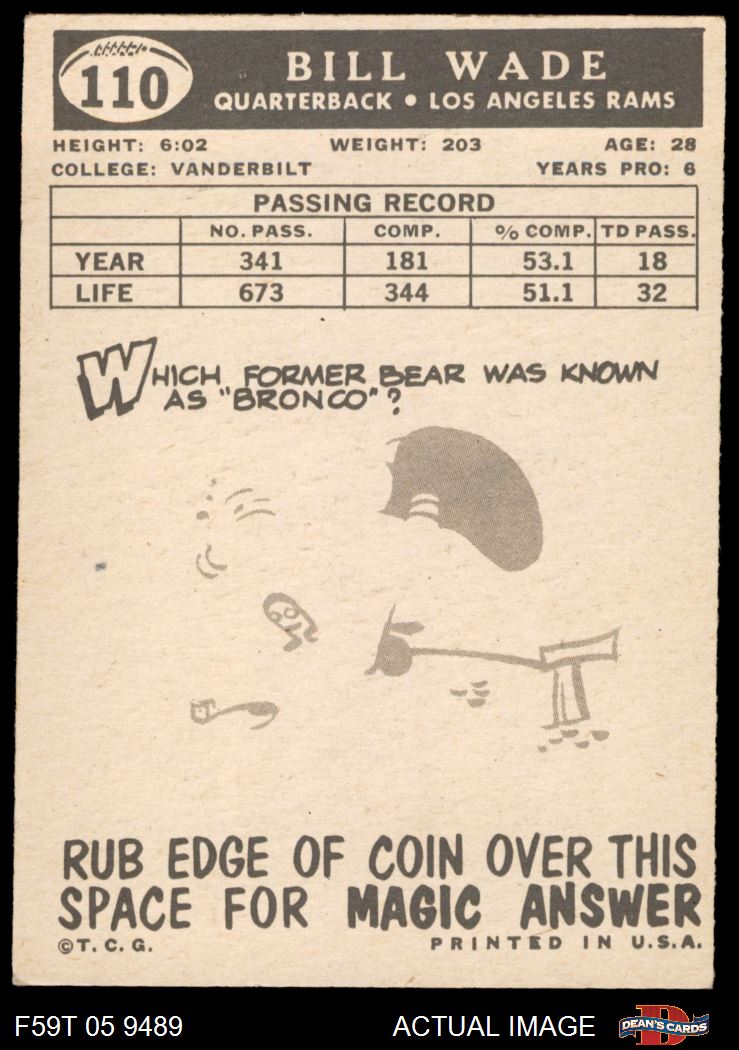 110
BILL WADE
QUARTERBACK • LOS ANGELES RAMS
HEIGHT: 6:02 WEIGHT: 203 AGE: 28
COLLEGE: VANDERBILT YEARS PRO: 6
PASSING RECORD
NO. PASS. COMP. % COMP. TD PASS.
YEAR 341 181 53.1 18
LIFE 673 344 51.1 32
WHICH FORMER BEAR WAS KNOWN
AS "BRONCO"?
RUB EDGE OF COIN OVER THIS
SPACE FOR MAGIC ANSWER
©T. C. G. PRINTED IN U.S.A.
F59T 05 9489 ACTUAL IMAGE D DEAN'S CARDS